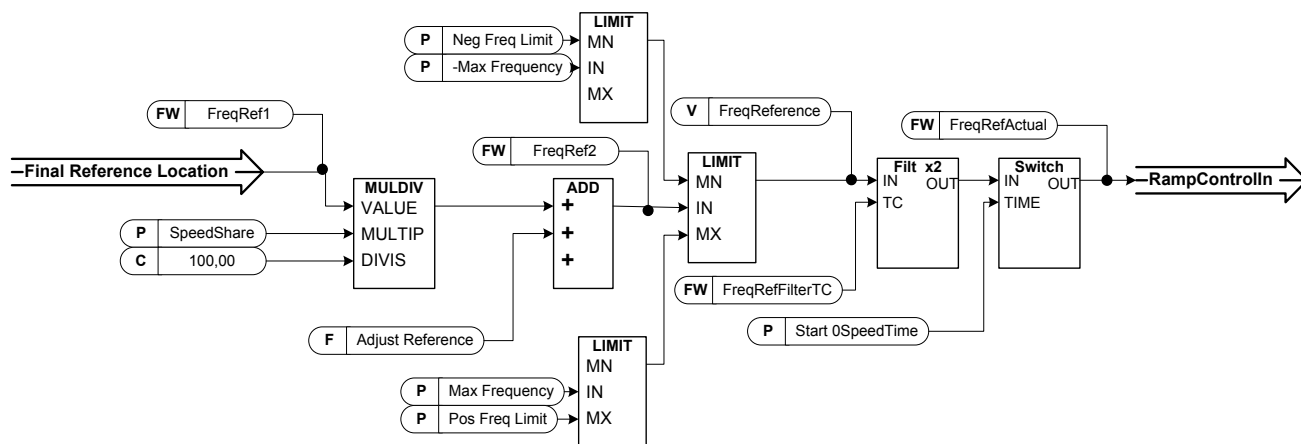 LIMIT
P Neg Freq Limit
MN
P -Max Frequency
IN
MX
FW FreqRef1
V FreqReference
FW FreqRefActual
Final Reference Location
FW FreqRef2
LIMIT
MN
IN
MX
Filt x2
IN OUT
TC
Switch
IN OUT
TIME
RampControlIn
MULDIV
VALUE
MULTIP
DIVIS
ADD
+
+
+
P SpeedShare
C 100,00
FW FreqRefFilterTC
F Adjust Reference
P Start 0SpeedTime
LIMIT
MN
P Max Frequency
IN
P Pos Freq Limit
MX